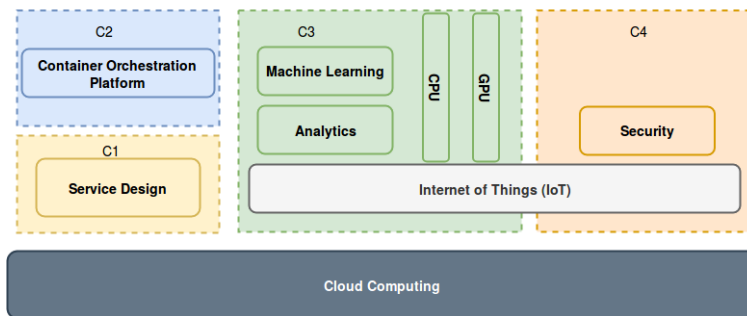 C2
Container Orchestration
Platform
C1
Service Design
C3
Machine Learning
Analytics
CPU
GPU
C4
Security
Internet of Things (IoT)
Cloud Computing